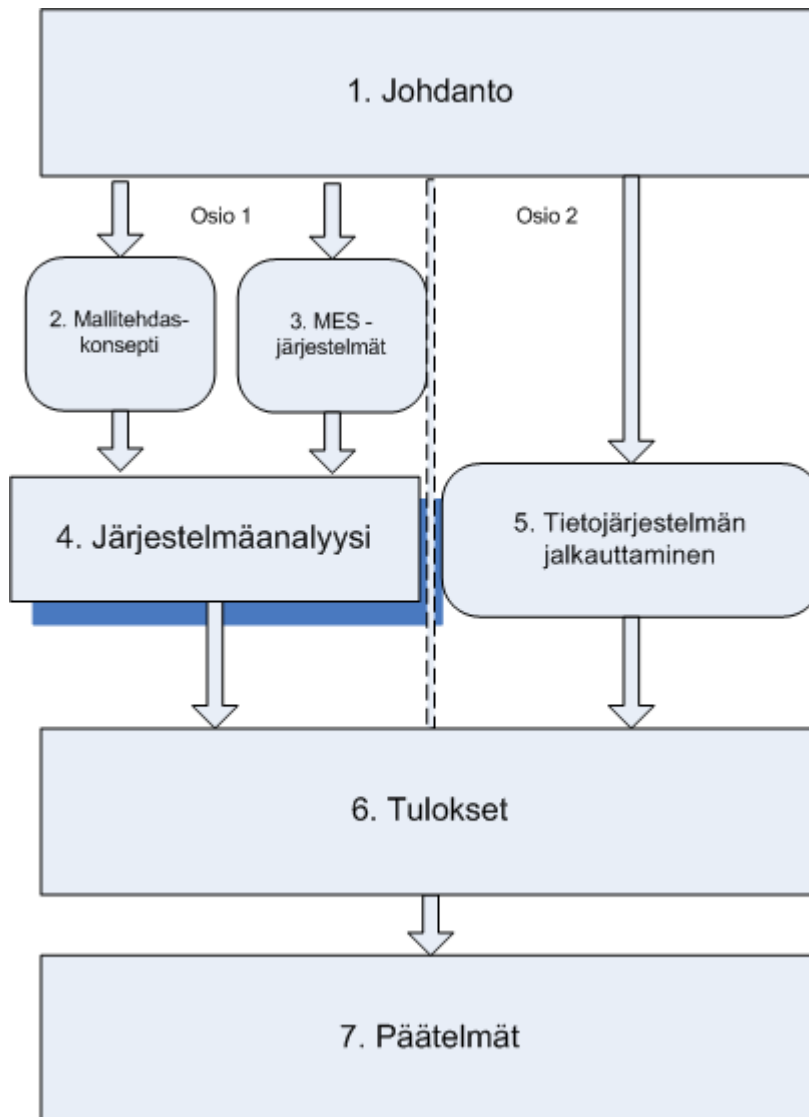 1. Johdanto
Osio 1
Osio 2
2. Mallitehdas-
konsepti
3. MES -
järjestelmät
4. Järjestelmäanalyysi
5. Tietojärjestelmän
jalkauttaminen
6. Tulokset
7. Päätelmät